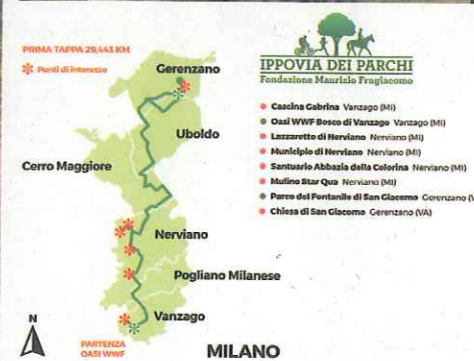 PRIMA TAPPA 29,443 KM
Punti di interesse
Gerenzano
Uboldo
Cerro Maggiore
Nerviano
Pogliano Milanese
Vanzago
N
PARTENZA
OASI WWF
MILANO
IPPOVIA DEI PARCHI
Fondazione Maurizio Fragiacomo
Cascina Gabrina Vanzago (MI)
Oasi WWF Bosco di Vanzago Vanzago (MI)
Lazzaretto di Nerviano Nerviano (MI)
Municipio di Nerviano Nerviano (MI)
Santuario Abbazia della Colorina Nerviano (MI)
Mulino Star Qua Nerviano (MI)
Parco del Fontanile di San Giacomo Gerenzano (V
Chiesa di San Giacomo Gerenzano (VA)